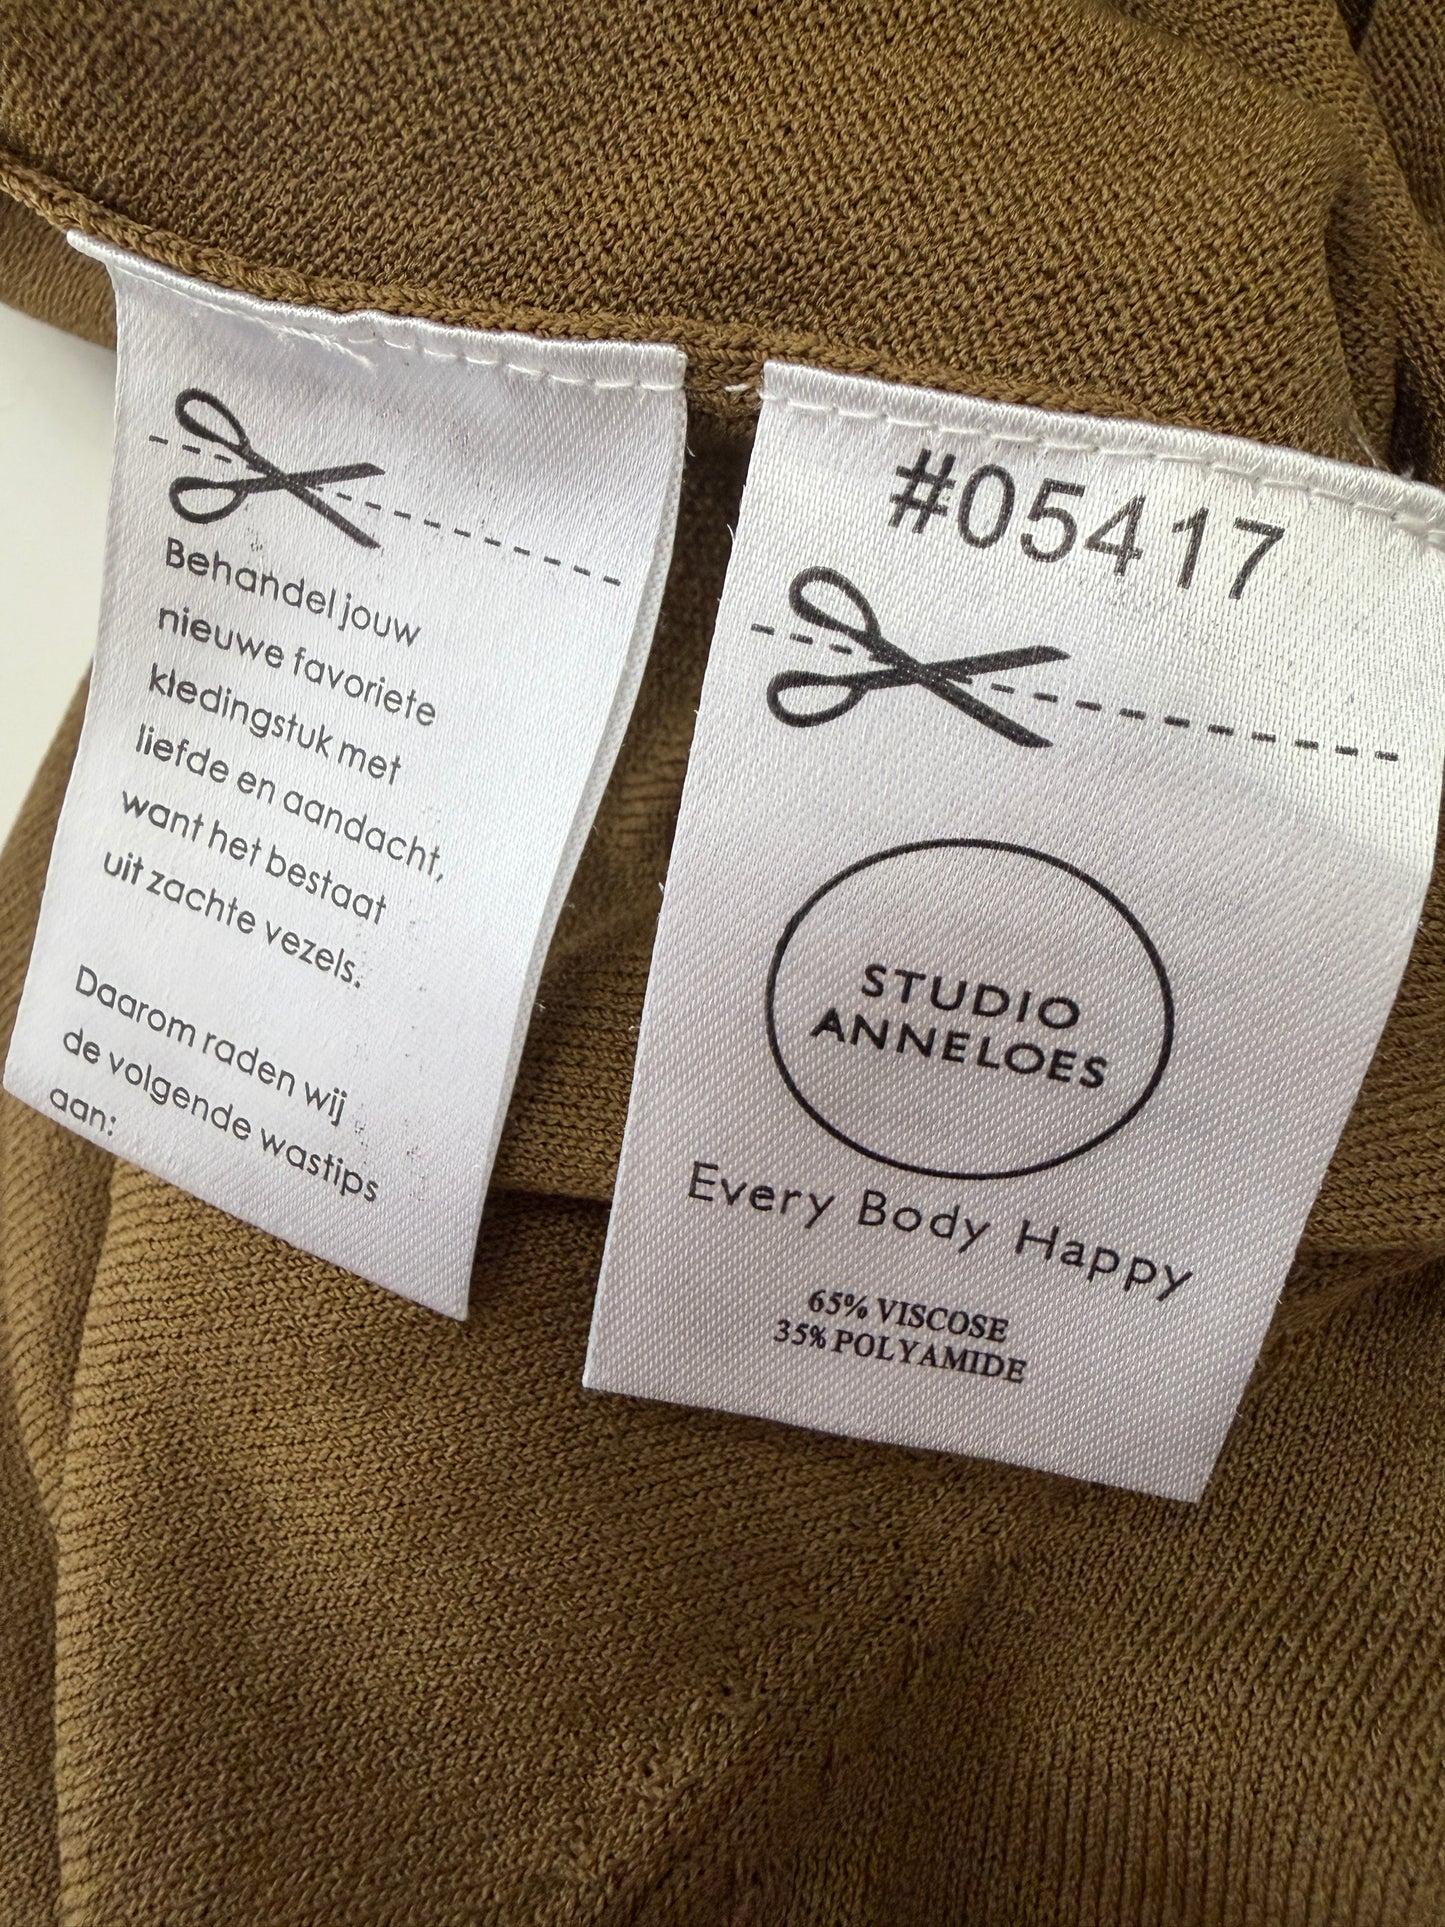 Behandel jouw
nieuwe favoriete
kledingstuk met
liefde en aandacht,
want het bestaat
uit zachte vezels.
Daarom raden wij
de volgende wastips
aan:
#05417
STUDIO
ANNELOES
Every Body Happy
65% VISCOSE
35% POLYAMIDE